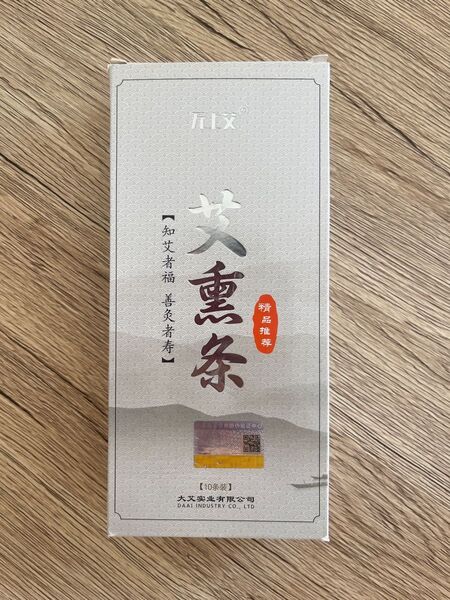 万上艾®
艾熏条
【知艾者福 善灸者寿】
精品推荐
【10条装】
大艾实业有限公司
DAAI INDUSTRY CO., LTD